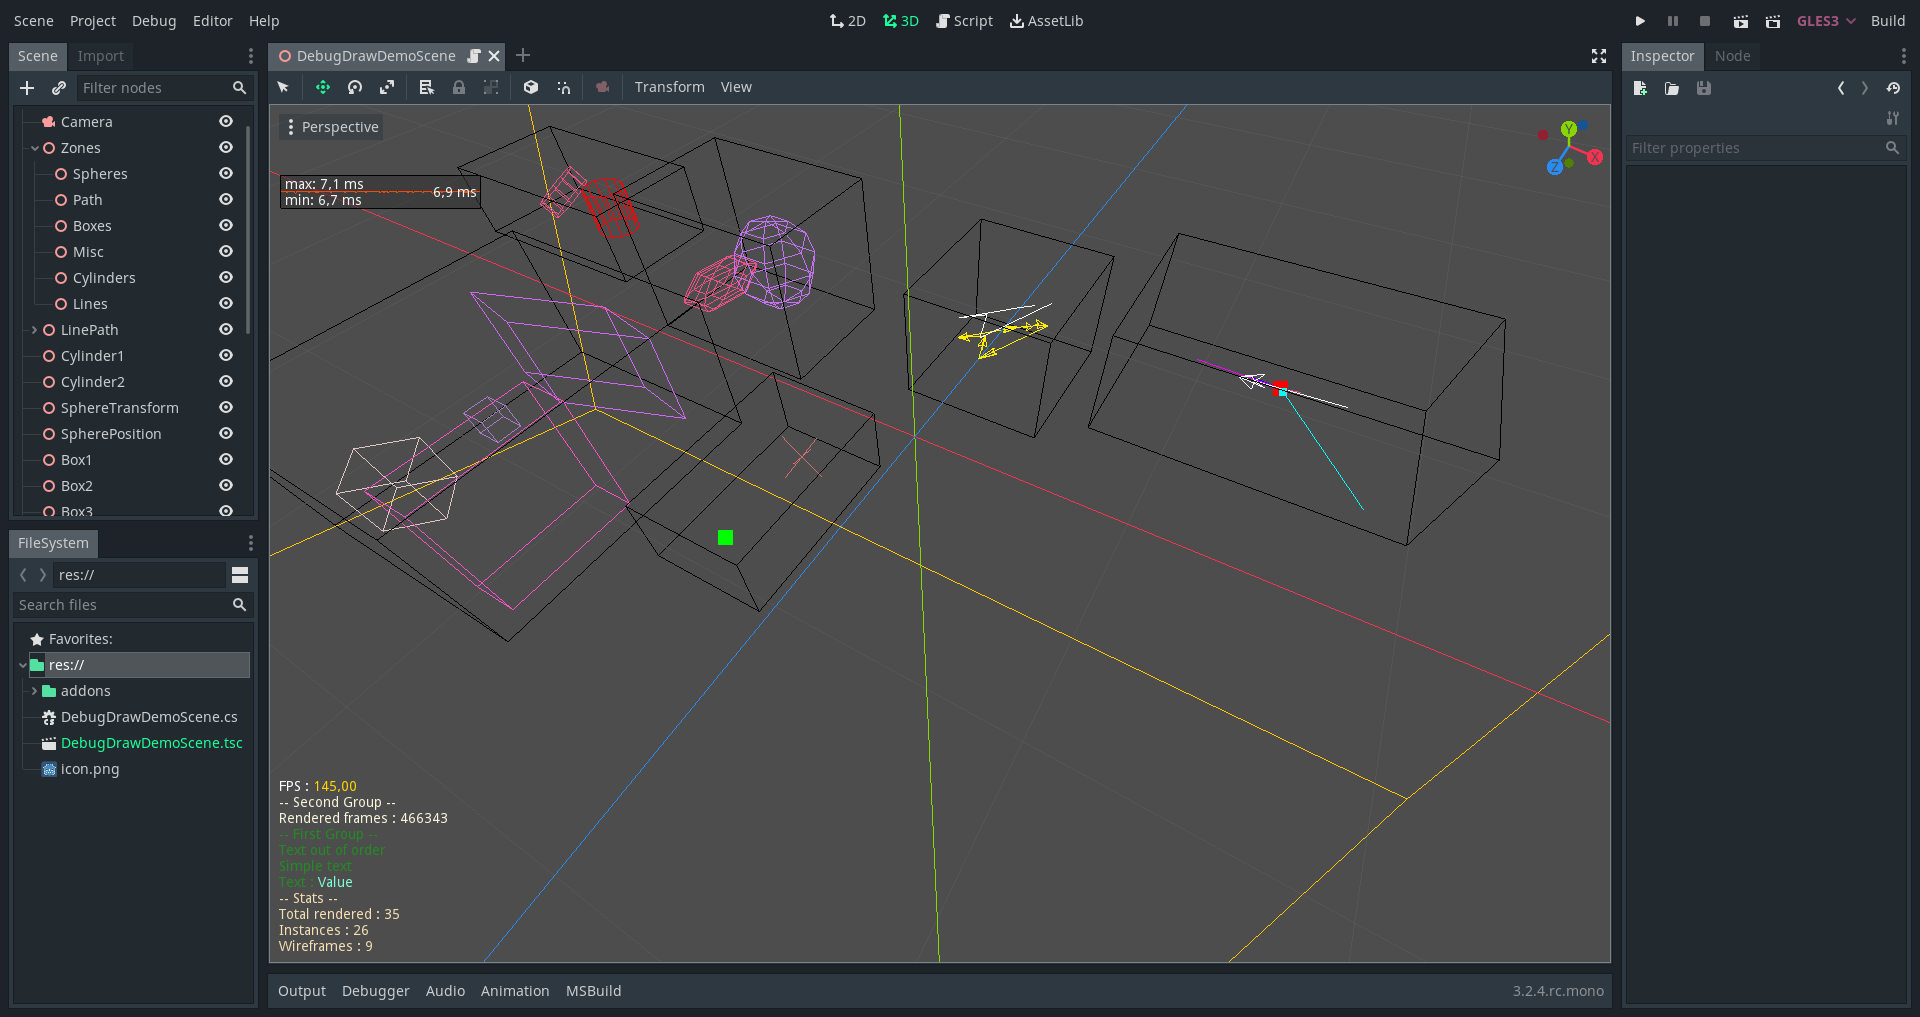 Scene Project Debug Editor Help
2D 3D Script AssetLib
GLES3 Build
Scene Import
Filter nodes
Camera
Zones
Spheres
Path
Boxes
Misc
Cylinders
Lines
LinePath
Cylinder1
Cylinder2
SphereTransform
SpherePosition
Box1
Box2
Box3
FileSystem
res://
Search files
Favorites:
res://
addons
DebugDrawDemoScene.cs
DebugDrawDemoScene.tsc
icon.png
DebugDrawDemoScene
Transform View
Perspective
Y
X
Z
max: 7,1 ms
6,9 ms
min: 6,7 ms
FPS : 145,00
-- Second Group --
Rendered frames : 466343
-- First Group --
Text out of order
Simple text
Text : Value
-- Stats --
Total rendered : 35
Instances : 26
Wireframes : 9
Output Debugger Audio Animation MSBuild
3.2.4.rc.mono
Inspector Node
Filter properties